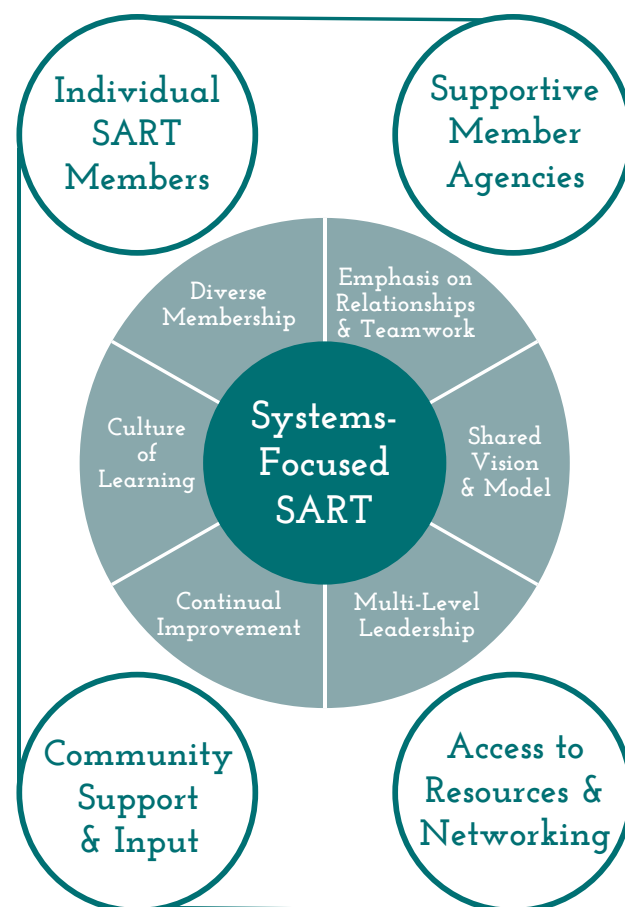 Individual
SART
Members
Supportive
Member
Agencies
Diverse
Membership
Emphasis on
Relationships
& Teamwork
Culture
of
Learning
Systems-
Focused
SART
Shared
Vision
& Model
Continual
Improvement
Multi-Level
Leadership
Community
Support
& Input
Access to
Resources &
Networking